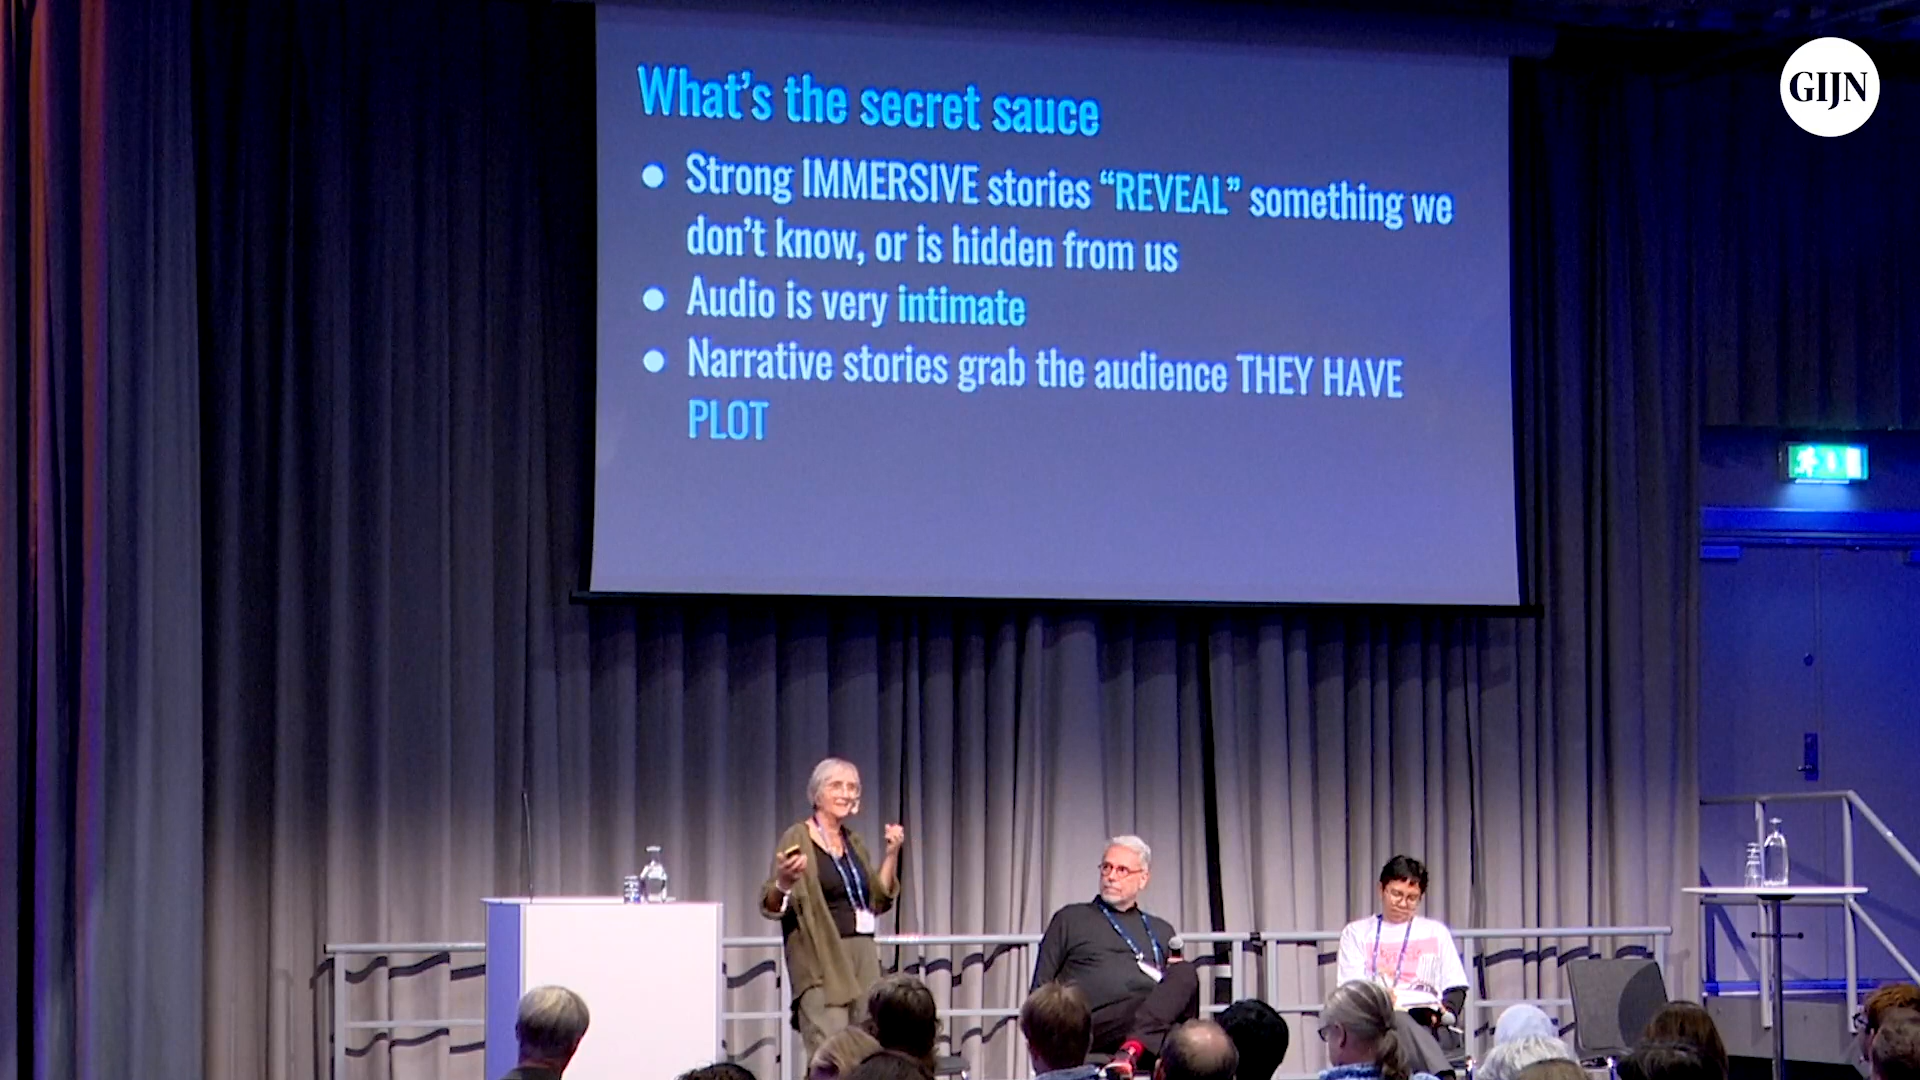 GIJN
What's the secret sauce
● Strong IMMERSIVE stories “REVEAL” something we
don't know, or is hidden from us
● Audio is very intimate
● Narrative stories grab the audience THEY HAVE
PLOT